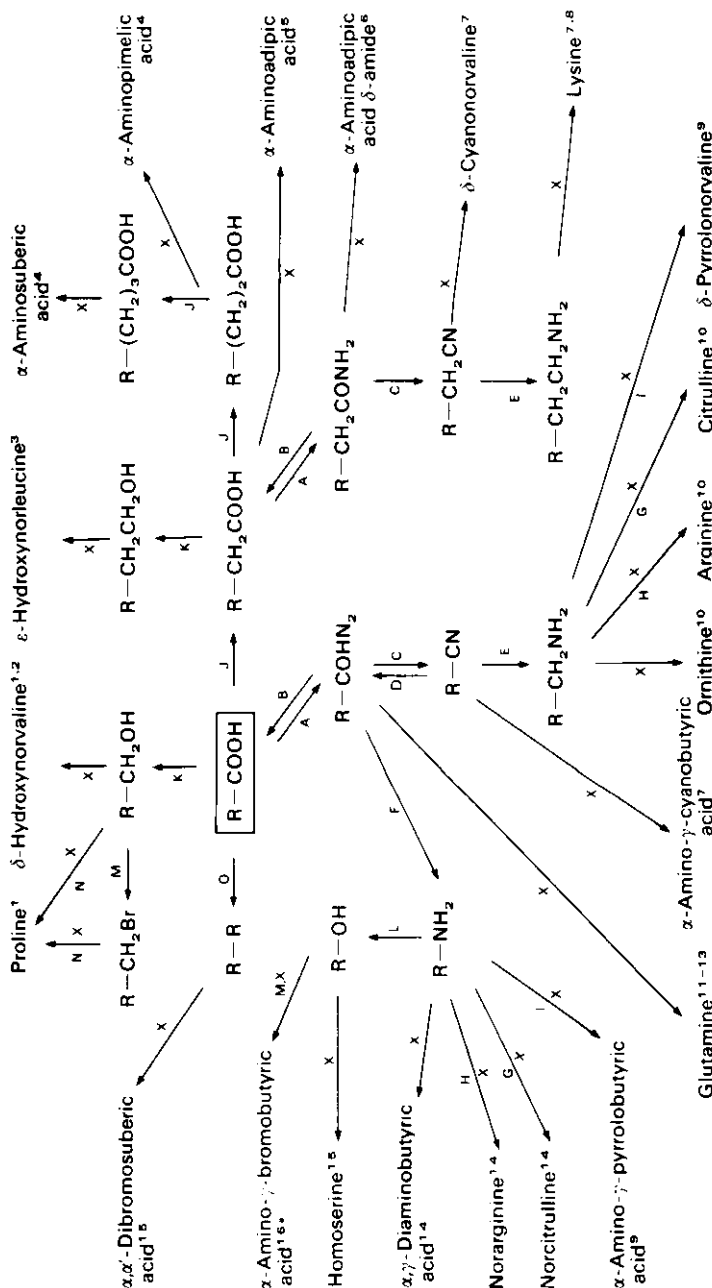 α-Aminosuberic
acid⁴
Proline¹ δ-Hydroxynorvaline¹·² ε-Hydroxynorleucine³
α-Aminopimelic
acid⁴
X
X
X
X
N X
N X
α,α′-Dibromosuberic
acid¹⁵
R—CH₂Br
M
R—CH₂OH
R—CH₂CH₂OH
R—(CH₂)₃COOH
X
K
K
J
X
R—R
O
R—COOH
J
R—CH₂COOH
J
R—(CH₂)₂COOH
α-Aminoadipic
acid⁵
X
α-Amino-γ-bromobutyric
acid¹⁵*
M,X
A
B
A
B
Homoserine¹⁵
X
R—OH
R—COHN₂
R—CH₂CONH₂
X
α-Aminoadipic
acid δ-amide⁶
L
F
D
C
C
α,γ-Diaminobutyric
acid¹⁴
X
R—NH₂
R—CN
R—CH₂CN
X
δ-Cyanonorvaline⁷
Norarginine¹⁴
H
X
E
E
Norcitrulline¹⁴
G
X
R—CH₂NH₂
R—CH₂CH₂NH₂
X
Lysine⁷·⁸
α-Amino-γ-pyrrolobutyric
acid⁹
I
X
X
X
X
H
X
G
X
I
X
Glutamine¹¹⁻¹³
α-Amino-γ-cyanobutyric
acid⁷
Ornithine¹⁰ Arginine¹⁰ Citrulline¹⁰ δ-Pyrrolonorvaline⁹